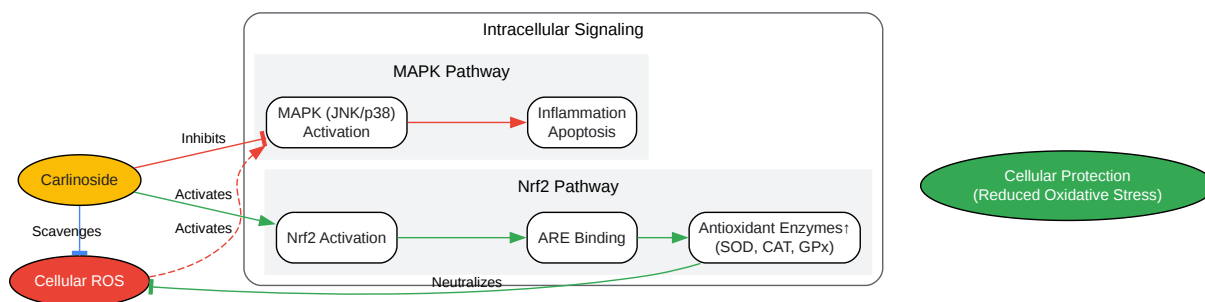 Intracellular Signaling
MAPK Pathway
MAPK (JNK/p38)
Activation
Inflammation
Apoptosis
Inhibits
Carlinoside
Activates
Activates
Scavenges
Cellular ROS
Nrf2 Pathway
Nrf2 Activation
ARE Binding
Antioxidant Enzymes↑
(SOD, CAT, GPx)
Neutralizes
Cellular Protection
(Reduced Oxidative Stress)